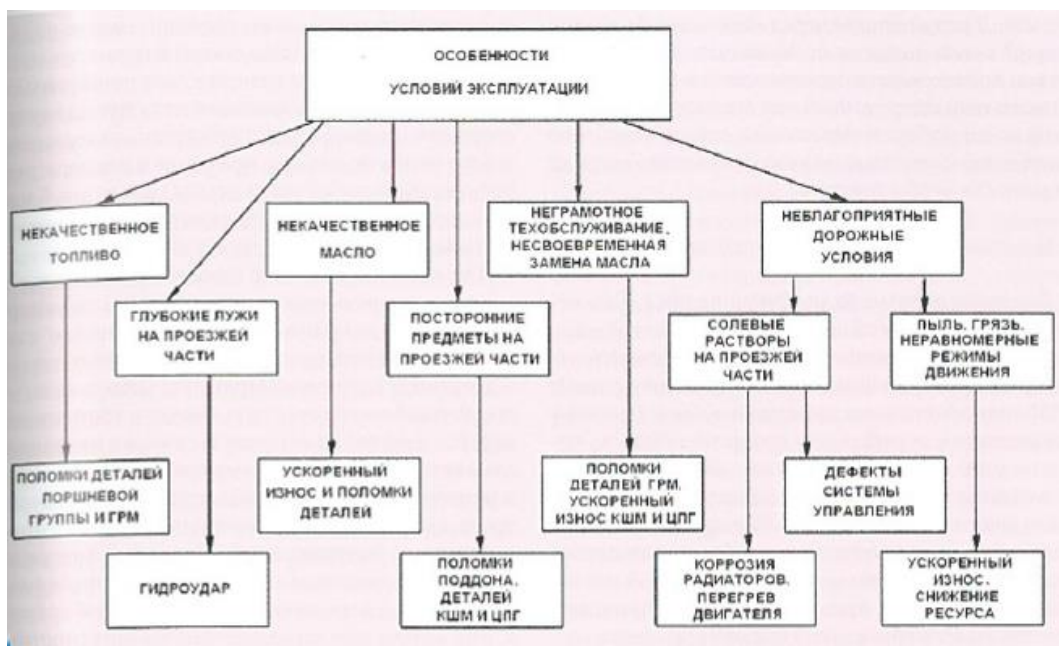 ОСОБЕННОСТИ
УСЛОВИЙ ЭКСПЛУАТАЦИИ
НЕКАЧЕСТВЕННОЕ
ТОПЛИВО
НЕКАЧЕСТВЕННОЕ
МАСЛО
НЕГРАМОТНОЕ
ТЕХОБСЛУЖИВАНИЕ,
НЕСВОЕВРЕМЕННАЯ
ЗАМЕНА МАСЛА
НЕБЛАГОПРИЯТНЫЕ
ДОРОЖНЫЕ
УСЛОВИЯ
ГЛУБОКИЕ ЛУЖИ
НА ПРОЕЗЖЕЙ
ЧАСТИ
ПОСТОРОННИЕ
ПРЕДМЕТЫ НА
ПРОЕЗЖЕЙ ЧАСТИ
СОЛЕВЫЕ
РАСТВОРЫ
НА ПРОЕЗЖЕЙ
ЧАСТИ
ПЫЛЬ, ГРЯЗЬ,
НЕРАВНОМЕРНЫЕ
РЕЖИМЫ
ДВИЖЕНИЯ
ПОЛОМКИ ДЕТАЛЕЙ
ПОРШНЕВОЙ
ГРУППЫ И ГРМ
УСКОРЕННЫЙ
ИЗНОС И ПОЛОМКИ
ДЕТАЛЕЙ
ПОЛОМКИ
ДЕТАЛЕЙ ГРМ,
УСКОРЕННЫЙ
ИЗНОС КШМ И ЦПГ
ДЕФЕКТЫ
СИСТЕМЫ
УПРАВЛЕНИЯ
ГИДРОУДАР
ПОЛОМКИ
ПОДДОНА,
ДЕТАЛЕЙ
КШМ И ЦПГ
КОРРОЗИЯ
РАДИАТОРОВ,
ПЕРЕГРЕВ
ДВИГАТЕЛЯ
УСКОРЕННЫЙ
ИЗНОС,
СНИЖЕНИЕ
РЕСУРСА